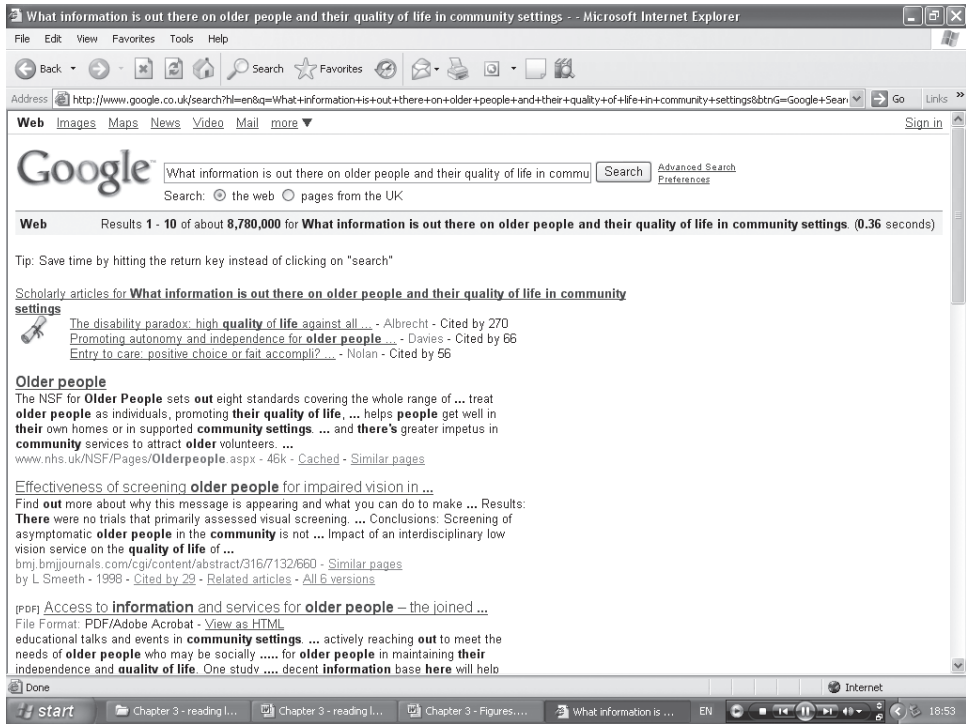 What information is out there on older people and their quality of life in community settings - - Microsoft Internet Explorer
File Edit View Favorites Tools Help
Back Search Favorites
Address http://www.google.co.uk/search?hl=en&q=What+information+is+out+there+on+older+people+and+their+quality+of+life+in+community+settings&btnG=Google+Sear Go Links »
Web Images Maps News Video Mail more ▼ Sign in
Google™ What information is out there on older people and their quality of life in commu Search Advanced Search
Preferences
Search: the web pages from the UK
Web Results 1 - 10 of about 8,780,000 for What information is out there on older people and their quality of life in community settings. (0.36 seconds)
Tip: Save time by hitting the return key instead of clicking on "search"
Scholarly articles for What information is out there on older people and their quality of life in community
settings
The disability paradox: high quality of life against all ... - Albrecht - Cited by 270
Promoting autonomy and independence for older people ... - Davies - Cited by 66
Entry to care: positive choice or fait accompli? ... - Nolan - Cited by 56
Older people
The NSF for Older People sets out eight standards covering the whole range of ... treat
older people as individuals, promoting their quality of life, ... helps people get well in
their own homes or in supported community settings. ... and there's greater impetus in
community services to attract older volunteers. ...
www.nhs.uk/NSF/Pages/Olderpeople.aspx - 46k - Cached - Similar pages
Effectiveness of screening older people for impaired vision in ...
Find out more about why this message is appearing and what you can do to make ... Results:
There were no trials that primarily assessed visual screening. ... Conclusions: Screening of
asymptomatic older people in the community is not ... Impact of an interdisciplinary low
vision service on the quality of life of ...
bmj.bmjjournals.com/cgi/content/abstract/316/7132/660 - Similar pages
by L Smeeth - 1998 - Cited by 29 - Related articles - All 6 versions
[PDF] Access to information and services for older people – the joined ...
File Format: PDF/Adobe Acrobat - View as HTML
educational talks and events in community settings. ... actively reaching out to meet the
needs of older people who may be socially ..... for older people in maintaining their
independence and quality of life. One study .... decent information base here will help
Done Internet
start Chapter 3 - reading l... Chapter 3 - reading l... Chapter 3 - Figures.... What information is ... EN 18:53